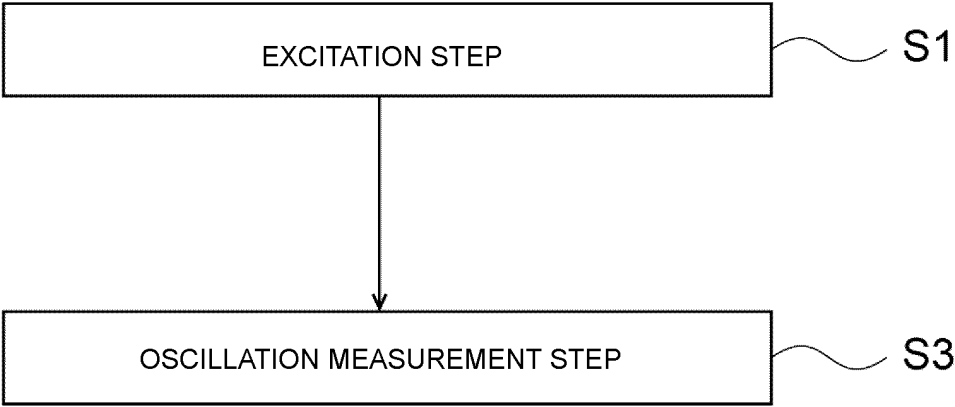 EXCITATION STEP
S1
OSCILLATION MEASUREMENT STEP
S3